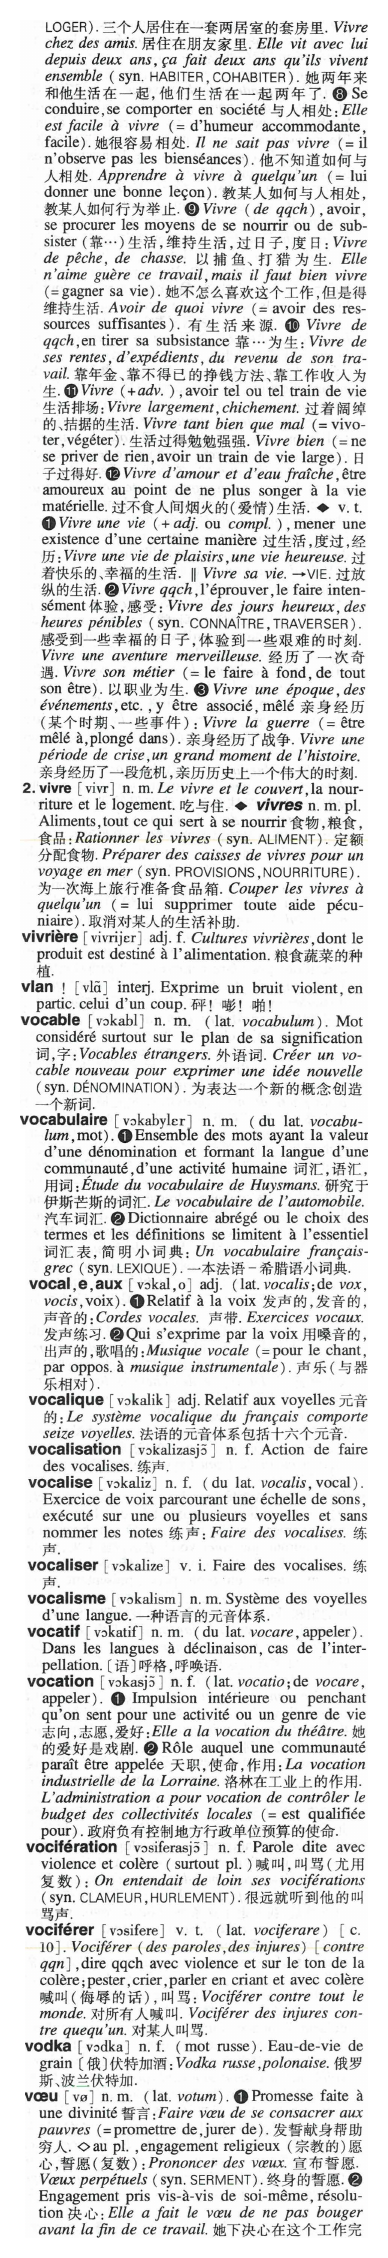 LOGER). 三个人居住在一套两居室的套房里. Vivre
chez des amis. 居住在朋友家里. Elle vit avec lui
depuis deux ans, ça fait deux ans qu'ils vivent
ensemble (syn. HABITER, COHABITER). 她两年来
和他生活在一起, 他们生活在一起两年了. ❽ Se
conduire, se comporter en société 与人相处: Elle
est facile à vivre (= d'humeur accommodante,
facile). 她很容易相处. Il ne sait pas vivre (= il
n'observe pas les bienséances). 他不知道如何与
人相处. Apprendre à vivre à quelqu'un (= lui
donner une bonne leçon). 教某人如何与人相处,
教某人如何行为举止. ❾ Vivre (de qqch), avoir,
se procurer les moyens de se nourrir ou de sub-
sister (靠…) 生活, 维持生活, 过日子, 度日: Vivre
de pêche, de chasse. 以捕鱼、打猎为生. Elle
n'aime guère ce travail, mais il faut bien vivre
(= gagner sa vie). 她不怎么喜欢这个工作, 但是得
维持生活. Avoir de quoi vivre (= avoir des res-
sources suffisantes). 有生活来源. ❿ Vivre de
qqch, en tirer sa subsistance 靠…为生: Vivre de
ses rentes, d'expédients, du revenu de son tra-
vail. 靠年金、靠不得已的挣钱方法、靠工作收人为
生. ⓫ Vivre (+adv.), avoir tel ou tel train de vie
生活排场: Vivre largement, chichement. 过着阔绰
的、拮据的生活. Vivre tant bien que mal (= vivo-
ter, végéter). 生活过得勉勉强强. Vivre bien (= ne
se priver de rien, avoir un train de vie large). 日
子过得好. ⓬ Vivre d'amour et d'eau fraîche, être
amoureux au point de ne plus songer à la vie
matérielle. 过不食人间烟火的(爱情)生活. ◆ v. t.
❶ Vivre une vie (+ adj. ou compl.), mener une
existence d'une certaine manière 过生活, 度过, 经
历: Vivre une vie de plaisirs, une vie heureuse. 过
着快乐的、幸福的生活. ‖ Vivre sa vie. →VIE. 过放
纵的生活. ❷ Vivre qqch, l'éprouver, le faire inten-
sément 体验, 感受: Vivre des jours heureux, des
heures pénibles (syn. CONNAÎTRE, TRAVERSER).
感受到一些幸福的日子, 体验到一些艰难的时刻.
Vivre une aventure merveilleuse. 经历了一次奇
遇. Vivre son métier (= le faire à fond, de tout
son être). 以职业为生. ❸ Vivre une époque, des
événements, etc., y être associé, mêlé 亲身经历
(某个时期、一些事件): Vivre la guerre (= être
mêlé à, plongé dans). 亲身经历了战争. Vivre une
période de crise, un grand moment de l'histoire.
亲身经历了一段危机, 亲历历史上一个伟大的时刻.
2. vivre [vivr] n. m. Le vivre et le couvert, la nour-
riture et le logement. 吃与住. ◆ vivres n. m. pl.
Aliments, tout ce qui sert à se nourrir 食物, 粮食,
食品: Rationner les vivres (syn. ALIMENT). 定额
分配食物. Préparer des caisses de vivres pour un
voyage en mer (syn. PROVISIONS, NOURRITURE).
为一次海上旅行准备食品箱. Couper les vivres à
quelqu'un (= lui supprimer toute aide pécu-
niaire). 取消对某人的生活补助.
vivrière [vivrijɛr] adj. f. Cultures vivrières, dont le
produit est destiné à l'alimentation. 粮食蔬菜的种
植.
vlan ! [vlɑ̃] interj. Exprime un bruit violent, en
partic. celui d'un coup. 砰! 嘭! 啪!
vocable [vɔkabl] n. m. (lat. vocabulum). Mot
considéré surtout sur le plan de sa signification
词, 字: Vocables étrangers. 外语词. Créer un vo-
cable nouveau pour exprimer une idée nouvelle
(syn. DÉNOMINATION). 为表达一个新的概念创造
一个新词.
vocabulaire [vɔkabylɛr] n. m. (du lat. vocabu-
lum, mot). ❶ Ensemble des mots ayant la valeur
d'une dénomination et formant la langue d'une
communauté, d'une activité humaine 词汇, 语汇,
用词: Étude du vocabulaire de Huysmans. 研究于
伊斯芒斯的词汇. Le vocabulaire de l'automobile.
汽车词汇. ❷ Dictionnaire abrégé ou le choix des
termes et les définitions se limitent à l'essentiel
词汇表, 简明小词典: Un vocabulaire français-
grec (syn. LEXIQUE). 一本法语－希腊语小词典.
vocal, e, aux [vɔkal, o] adj. (lat. vocalis; de vox,
vocis, voix). ❶ Relatif à la voix 发声的, 发音的,
声音的: Cordes vocales. 声带. Exercices vocaux.
发声练习. ❷ Qui s'exprime par la voix 用嗓音的,
出声的, 歌唱的: Musique vocale (= pour le chant,
par oppos. à musique instrumentale). 声乐(与器
乐相对).
vocalique [vɔkalik] adj. Relatif aux voyelles 元音
的: Le système vocalique du français comporte
seize voyelles. 法语的元音体系包括十六个元音.
vocalisation [vɔkalizasjɔ̃] n. f. Action de faire
des vocalises. 练声.
vocalise [vɔkaliz] n. f. (du lat. vocalis, vocal).
Exercice de voix parcourant une échelle de sons,
exécuté sur une ou plusieurs voyelles et sans
nommer les notes 练声: Faire des vocalises. 练
声.
vocaliser [vɔkalize] v. i. Faire des vocalises. 练
声.
vocalisme [vɔkalism] n. m. Système des voyelles
d'une langue. 一种语言的元音体系.
vocatif [vɔkatif] n. m. (du lat. vocare, appeler).
Dans les langues à déclinaison, cas de l'inter-
pellation. [语]呼格, 呼唤语.
vocation [vɔkasjɔ̃] n. f. (lat. vocatio; de vocare,
appeler). ❶ Impulsion intérieure ou penchant
qu'on sent pour une activité ou un genre de vie
志向, 志愿, 爱好: Elle a la vocation du théâtre. 她
的爱好是戏剧. ❷ Rôle auquel une communauté
paraît être appelée 天职, 使命, 作用: La vocation
industrielle de la Lorraine. 洛林在工业上的作用.
L'administration a pour vocation de contrôler le
budget des collectivités locales (= est qualifiée
pour). 政府负有控制地方行政单位预算的使命.
vocifération [vɔsiferasjɔ̃] n. f. Parole dite avec
violence et colère (surtout pl.) 喊叫, 叫骂(尤用
复数): On entendait de loin ses vociférations
(syn. CLAMEUR, HURLEMENT). 很远就听到他的叫
骂声.
vociférer [vɔsifere] v. t. (lat. vociferare) [c.
10]. Vociférer (des paroles, des injures) [contre
qqn], dire qqch avec violence et sur le ton de la
colère; pester, crier, parler en criant et avec colère
喊叫(侮辱的话), 叫骂: Vociférer contre tout le
monde. 对所有人喊叫. Vociférer des injures con-
tre quequ'un. 对某人叫骂.
vodka [vɔdka] n. f. (mot russe). Eau-de-vie de
grain [俄]伏特加酒: Vodka russe, polonaise. 俄罗
斯、波兰伏特加.
vœu [vø] n. m. (lat. votum). ❶ Promesse faite à
une divinité 誓言: Faire vœu de se consacrer aux
pauvres (= promettre de, jurer de). 发誓献身帮助
穷人. ◇ au pl., engagement religieux (宗教的)愿
心, 誓愿(复数): Prononcer des vœux. 宣布誓愿.
Vœux perpétuels (syn. SERMENT). 终身的誓愿. ❷
Engagement pris vis-à-vis de soi-même, résolu-
tion 决心: Elle a fait le vœu de ne pas bouger
avant la fin de ce travail. 她下决心在这个工作完